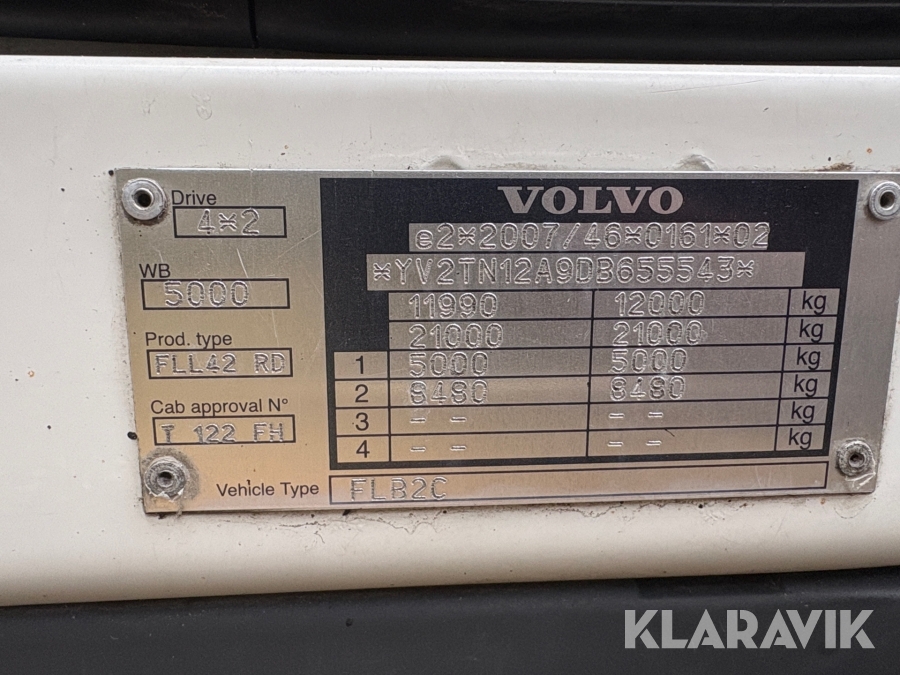 VOLVO
Drive
4*2
e2*2007/46*0161*02
*YV2TN12A9DB655543*
WB
5000
11990 12000 kg
21000 21000 kg
Prod. type
FLL42 RD
1 5000 5000 kg
2 8480 8480 kg
Cab approval N°
T 122 FH
3 -- -- kg
4 -- -- kg
Vehicle Type FLB2C
KLARAVIK